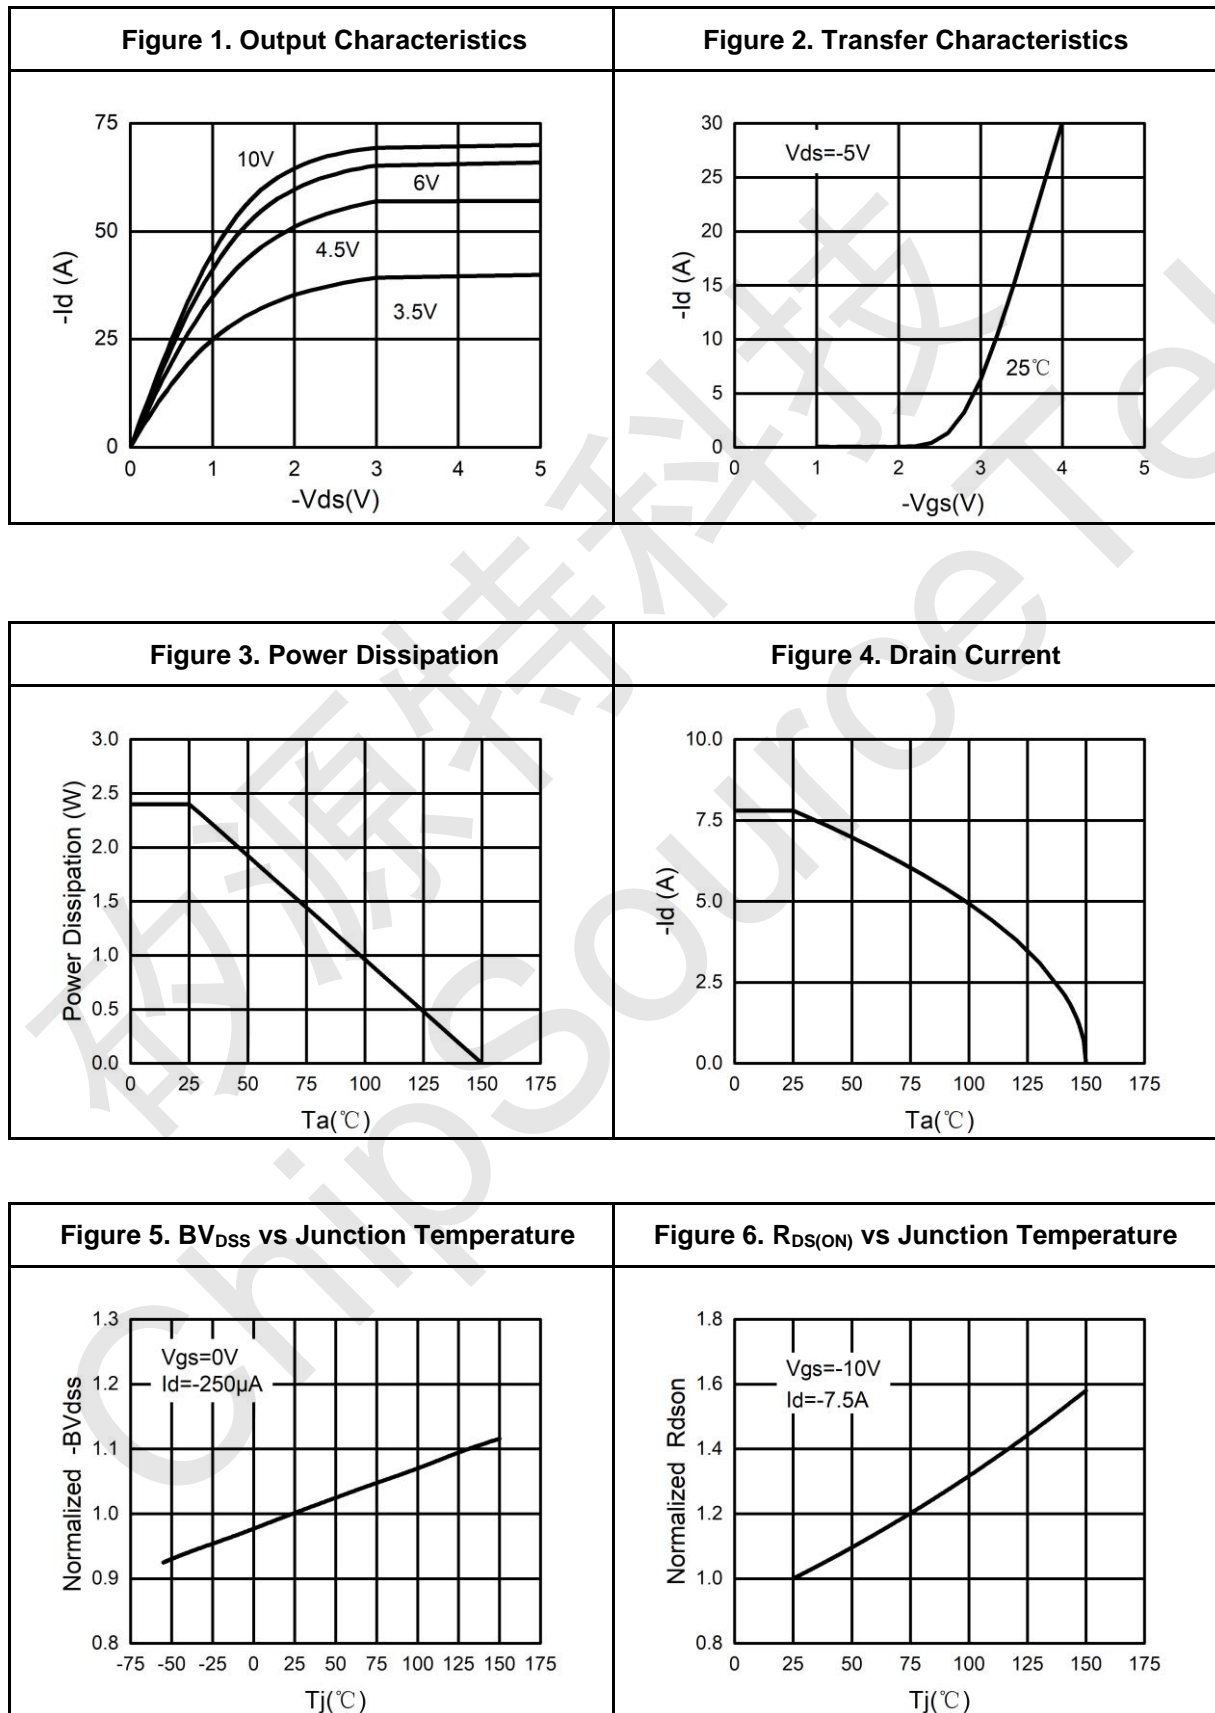 Figure 1. Output Characteristics
Figure 2. Transfer Characteristics
75
50
25
0
-Id (A)
10V
6V
4.5V
3.5V
0 1 2 3 4 5
-Vds(V)
30
25
20
15
10
5
0
-Id (A)
Vds=-5V
25℃
0 1 2 3 4 5
-Vgs(V)
Figure 3. Power Dissipation
Figure 4. Drain Current
3.0
2.5
2.0
1.5
1.0
0.5
0.0
Power Dissipation (W)
0 25 50 75 100 125 150 175
Ta(℃)
10.0
7.5
5.0
2.5
0.0
-Id (A)
0 25 50 75 100 125 150 175
Ta(℃)
Figure 5. BVDSS vs Junction Temperature
Figure 6. RDS(ON) vs Junction Temperature
1.3
1.2
1.1
1.0
0.9
0.8
Normalized -BVdss
Vgs=0V
Id=-250µA
-75 -50 -25 0 25 50 75 100 125 150 175
Tj(℃)
1.8
1.6
1.4
1.2
1.0
0.8
Normalized Rdson
Vgs=-10V
Id=-7.5A
0 25 50 75 100 125 150 175
Tj(℃)
矽源特科技
ChipSourceTe